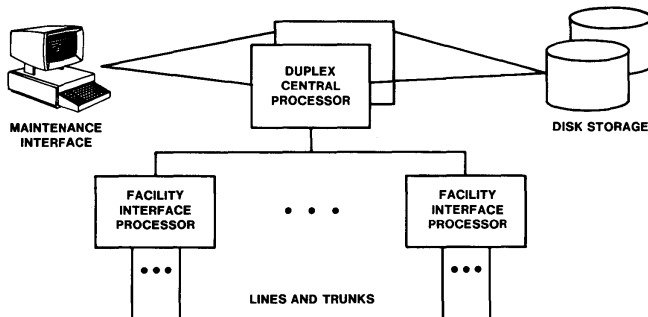 DUPLEX
CENTRAL
PROCESSOR
MAINTENANCE
INTERFACE
DISK STORAGE
FACILITY
INTERFACE
PROCESSOR
FACILITY
INTERFACE
PROCESSOR
LINES AND TRUNKS